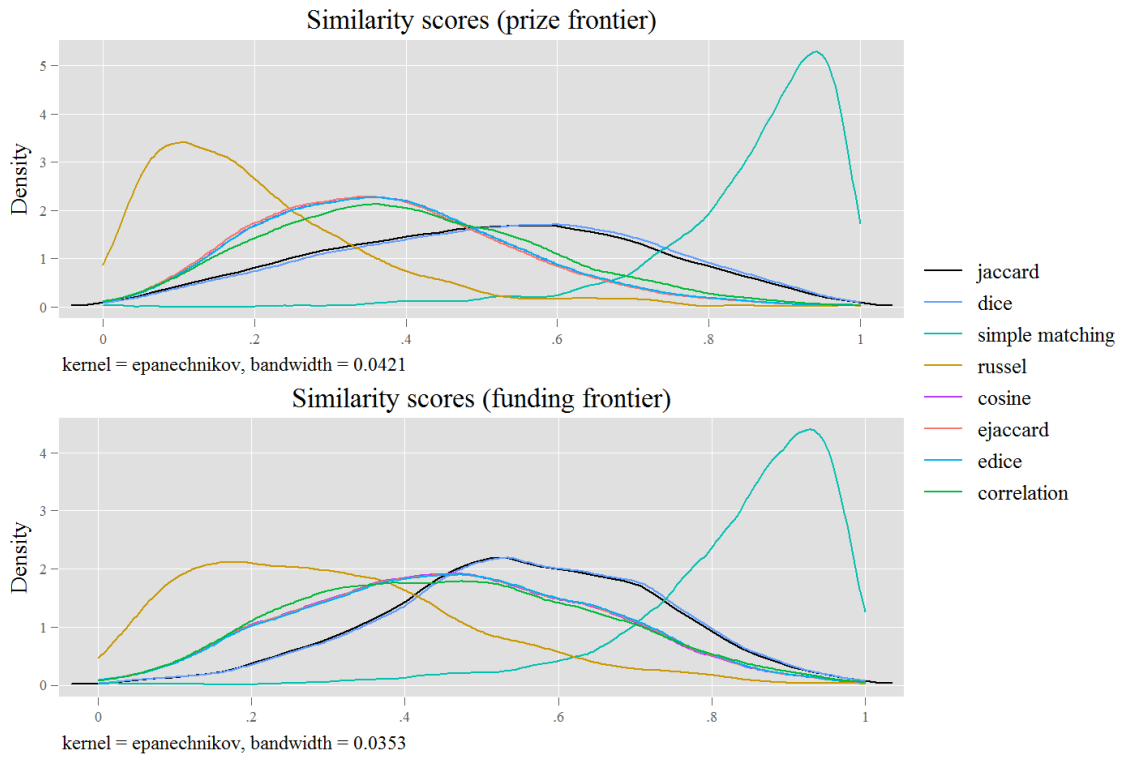 Similarity scores (prize frontier)
Density
5
4
3
2
1
0
0 .2 .4 .6 .8 1
kernel = epanechnikov, bandwidth = 0.0421
Similarity scores (funding frontier)
Density
4
3
2
1
0
0 .2 .4 .6 .8 1
kernel = epanechnikov, bandwidth = 0.0353
jaccard
dice
simple matching
russel
cosine
ejaccard
edice
correlation